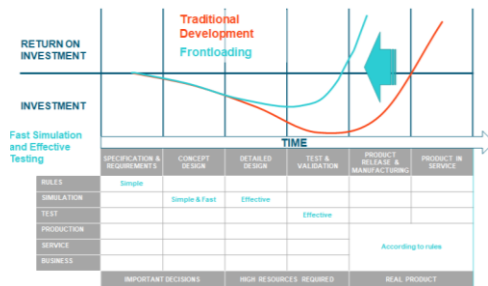 Traditional
Development
Frontloading
RETURN ON
INVESTMENT
INVESTMENT
Fast Simulation
and Effective
Testing
TIME
SPECIFICATION &
REQUIREMENTS
CONCEPT
DESIGN
DETAILED
DESIGN
TEST &
VALIDATION
PRODUCT
RELEASE &
MANUFACTURING
PRODUCT IN
SERVICE
RULES
Simple
SIMULATION
Simple & Fast
Effective
TEST
Effective
PRODUCTION
SERVICE
According to rules
BUSINESS
IMPORTANT DECISIONS
HIGH RESOURCES REQUIRED
REAL PRODUCT